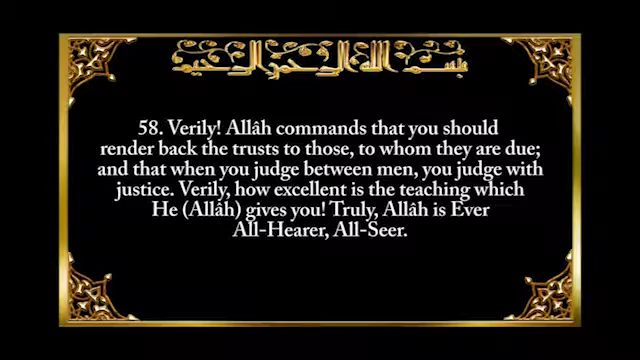 بسم الله الرحمن الرحيم
58. Verily! Allâh commands that you should
render back the trusts to those, to whom they are due;
and that when you judge between men, you judge with
justice. Verily, how excellent is the teaching which
He (Allâh) gives you! Truly, Allâh is Ever
All-Hearer, All-Seer.